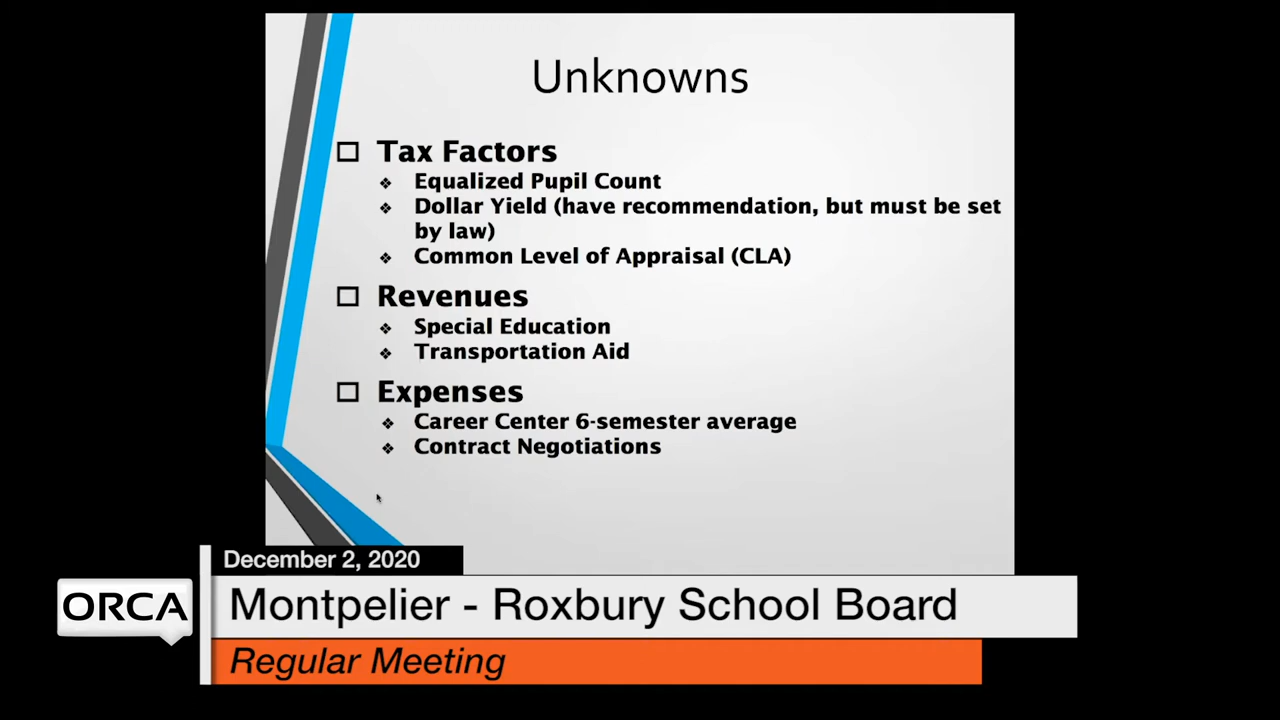 Unknowns
Tax Factors
Equalized Pupil Count
Dollar Yield (have recommendation, but must be set
by law)
Common Level of Appraisal (CLA)
Revenues
Special Education
Transportation Aid
Expenses
Career Center 6-semester average
Contract Negotiations
December 2, 2020
ORCA
Montpelier - Roxbury School Board
Regular Meeting